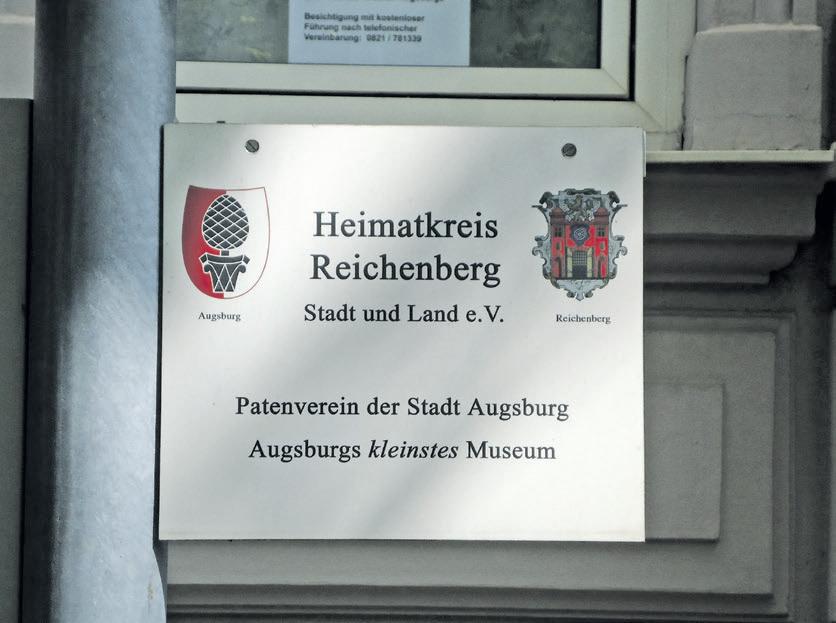 Besichtigung mit kostenloser
Führung nach telefonischer
Vereinbarung: 0821 / 781339
Heimatkreis
Reichenberg
Stadt und Land e.V.
Augsburg
Reichenberg
Patenverein der Stadt Augsburg
Augsburgs kleinstes Museum